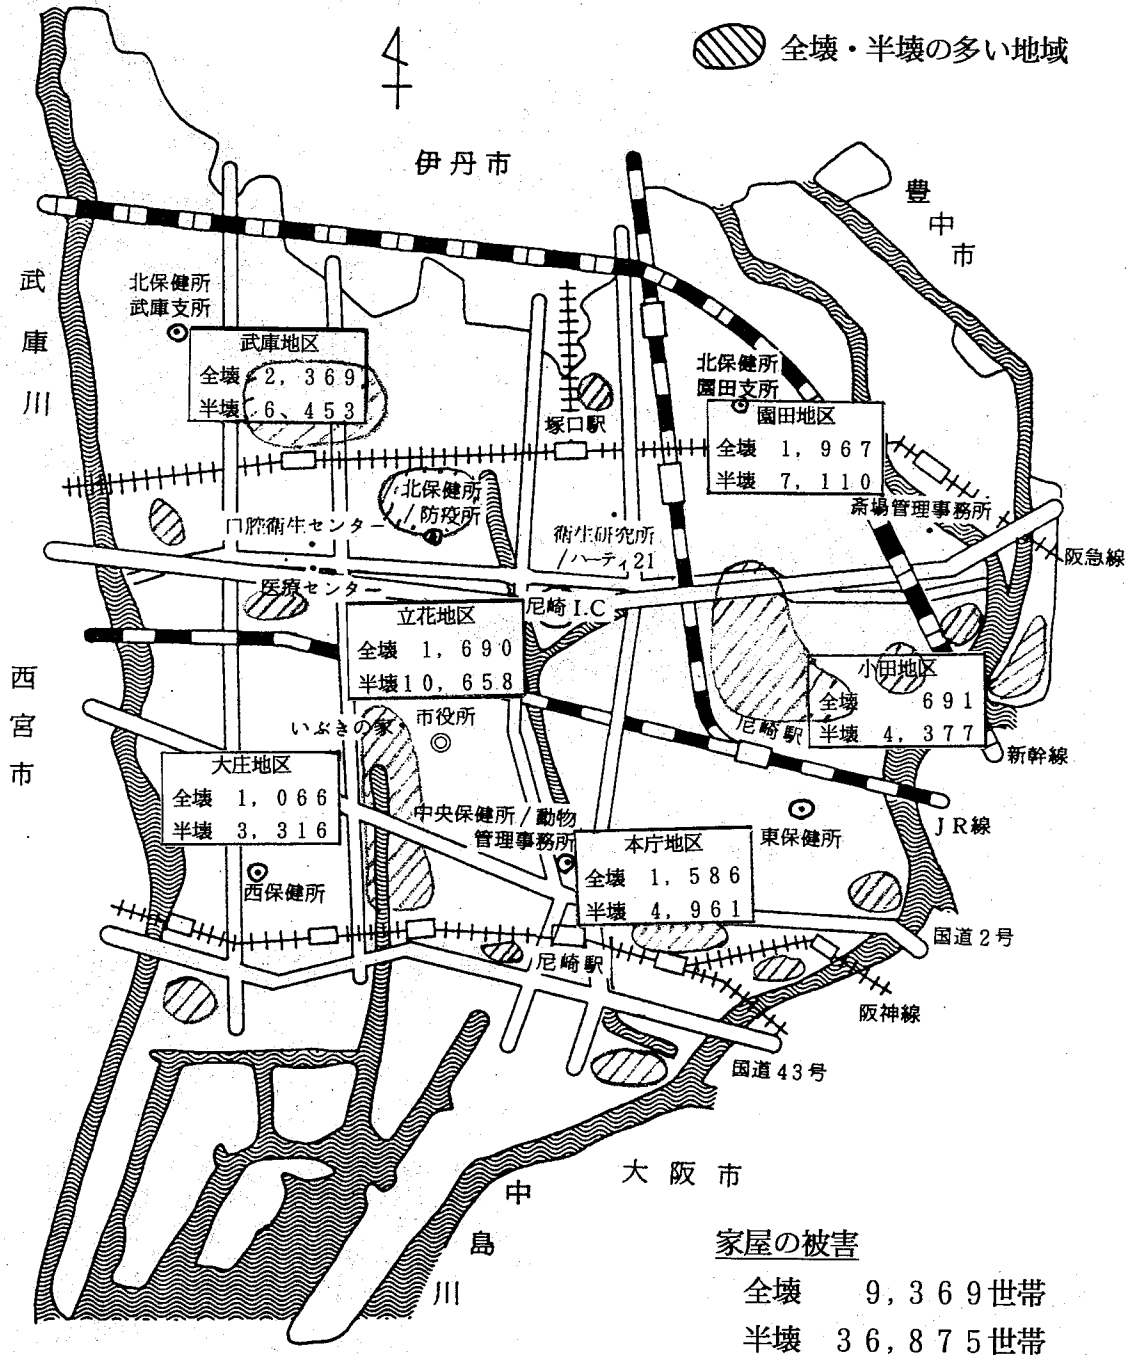 全壊・半壊の多い地域
伊丹市
豊中市
武庫川
北保健所
武庫支所
武庫地区
全壊 2,369
半壊 6、453
塚口駅
北保健所
園田支所
園田地区
全壊 1,967
半壊 7,110
北保健所
/防疫所
口腔衛生センター
医療センター
衛生研究所
/ハーティ21
斎場管理事務所
阪急線
尼崎I.C
立花地区
全壊 1,690
半壊10,658
小田地区
全壊 691
半壊 4,377
西宮市
いぶきの家
市役所
尼崎駅
新幹線
大庄地区
全壊 1,066
半壊 3,316
中央保健所/動物
管理事務所
東保健所
JR線
本庁地区
全壊 1,586
半壊 4,961
西保健所
国道2号
尼崎駅
阪神線
国道43号
大阪市
中島川
家屋の被害
全壊 9,369世帯
半壊 36,875世帯